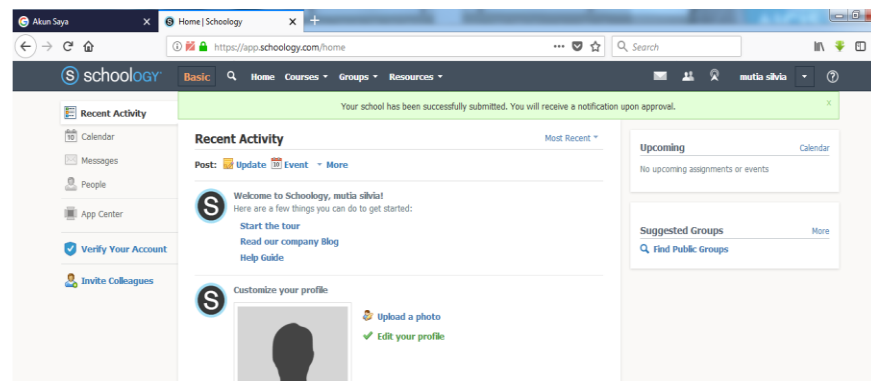 Akun Saya
Home | Schoology
https://app.schoology.com/home
Search
schoology
Basic Home Courses Groups Resources mutia silvia
Your school has been successfully submitted. You will receive a notification upon approval.
Recent Activity
Calendar
Messages
People
App Center
Verify Your Account
Invite Colleagues
Recent Activity Most Recent
Post: Update Event More
Welcome to Schoology, mutia silvia!
Here are a few things you can do to get started:
Start the tour
Read our company Blog
Help Guide
Customize your profile
Upload a photo
Edit your profile
Upcoming Calendar
No upcoming assignments or events
Suggested Groups More
Find Public Groups